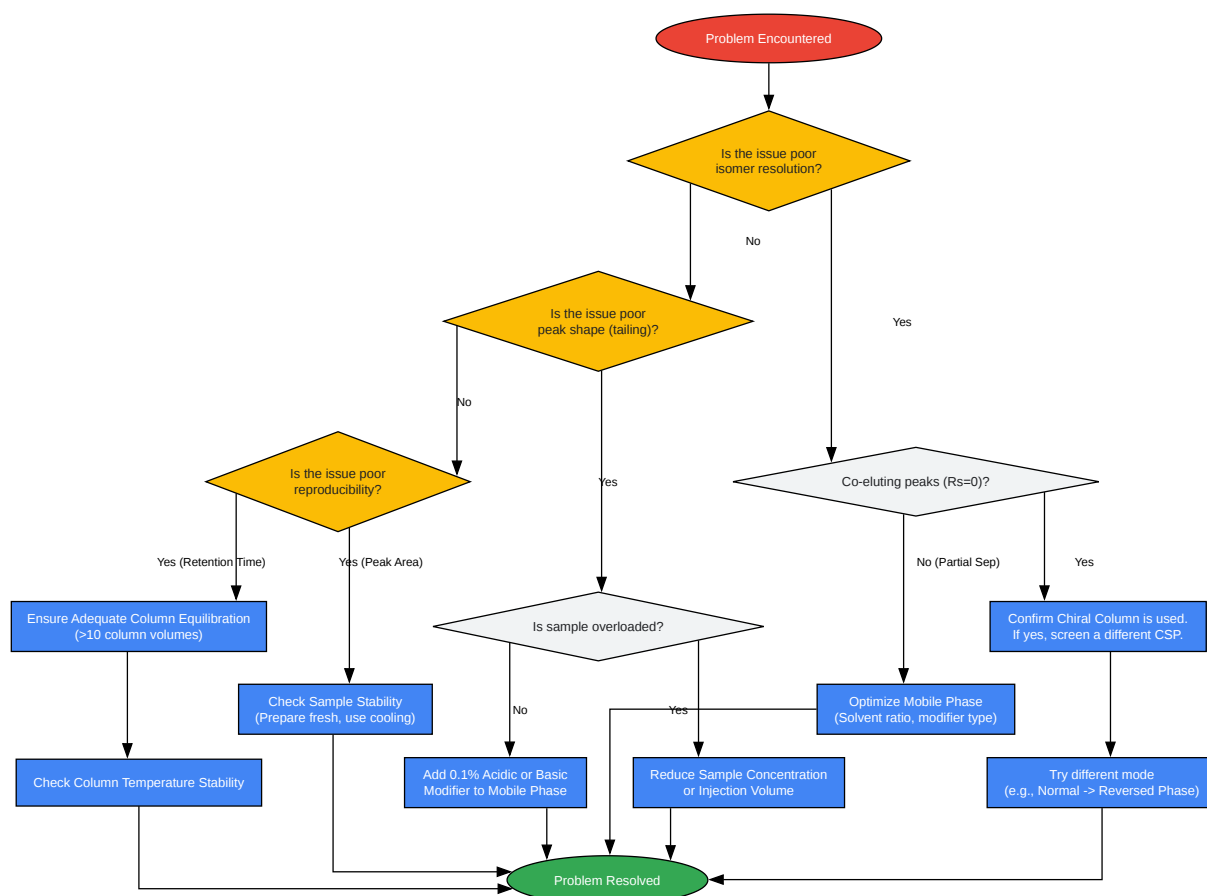 Problem Encountered
Is the issue poor
isomer resolution?
No
Is the issue poor
peak shape (tailing)?
Yes
No
Is the issue poor
reproducibility?
Yes
Co-eluting peaks (Rs=0)?
Yes (Retention Time)
Yes (Peak Area)
No (Partial Sep)
Yes
Ensure Adequate Column Equilibration
(>10 column volumes)
Is sample overloaded?
Confirm Chiral Column is used.
If yes, screen a different CSP.
Check Sample Stability
(Prepare fresh, use cooling)
No
Yes
Optimize Mobile Phase
(Solvent ratio, modifier type)
Check Column Temperature Stability
Add 0.1% Acidic or Basic
Modifier to Mobile Phase
Reduce Sample Concentration
or Injection Volume
Try different mode
(e.g., Normal -> Reversed Phase)
Problem Resolved